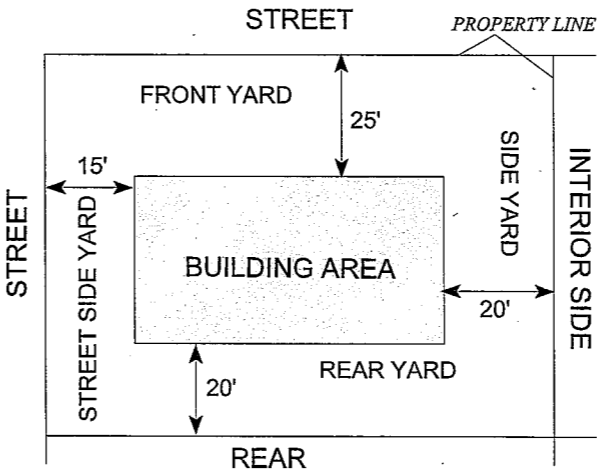 STREET
PROPERTY LINE
FRONT YARD
25'
15'
SIDE YARD
INTERIOR SIDE
STREET
STREET SIDE YARD
BUILDING AREA
20'
REAR YARD
20'
REAR